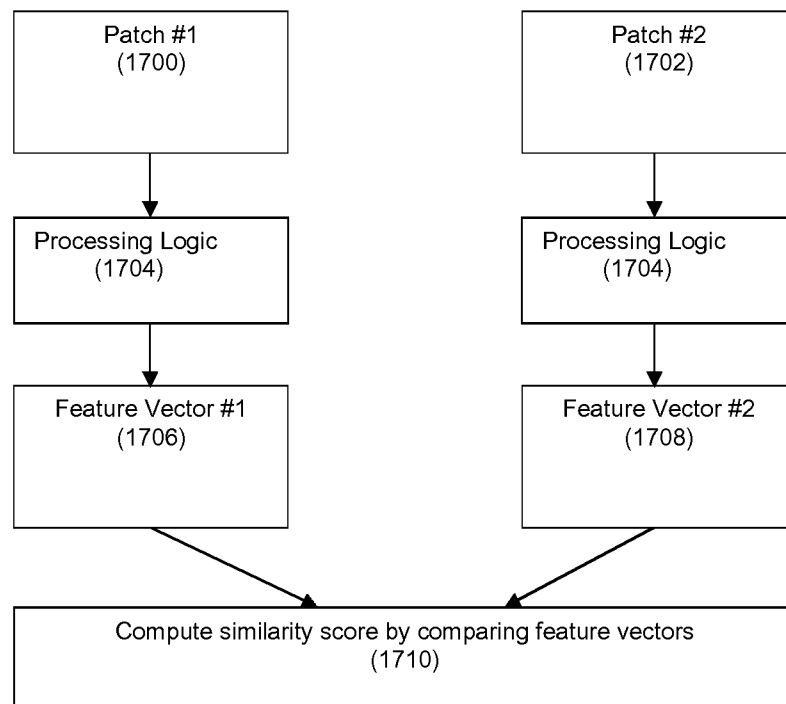 Patch #1
(1700)
Patch #2
(1702)
Processing Logic
(1704)
Processing Logic
(1704)
Feature Vector #1
(1706)
Feature Vector #2
(1708)
Compute similarity score by comparing feature vectors
(1710)